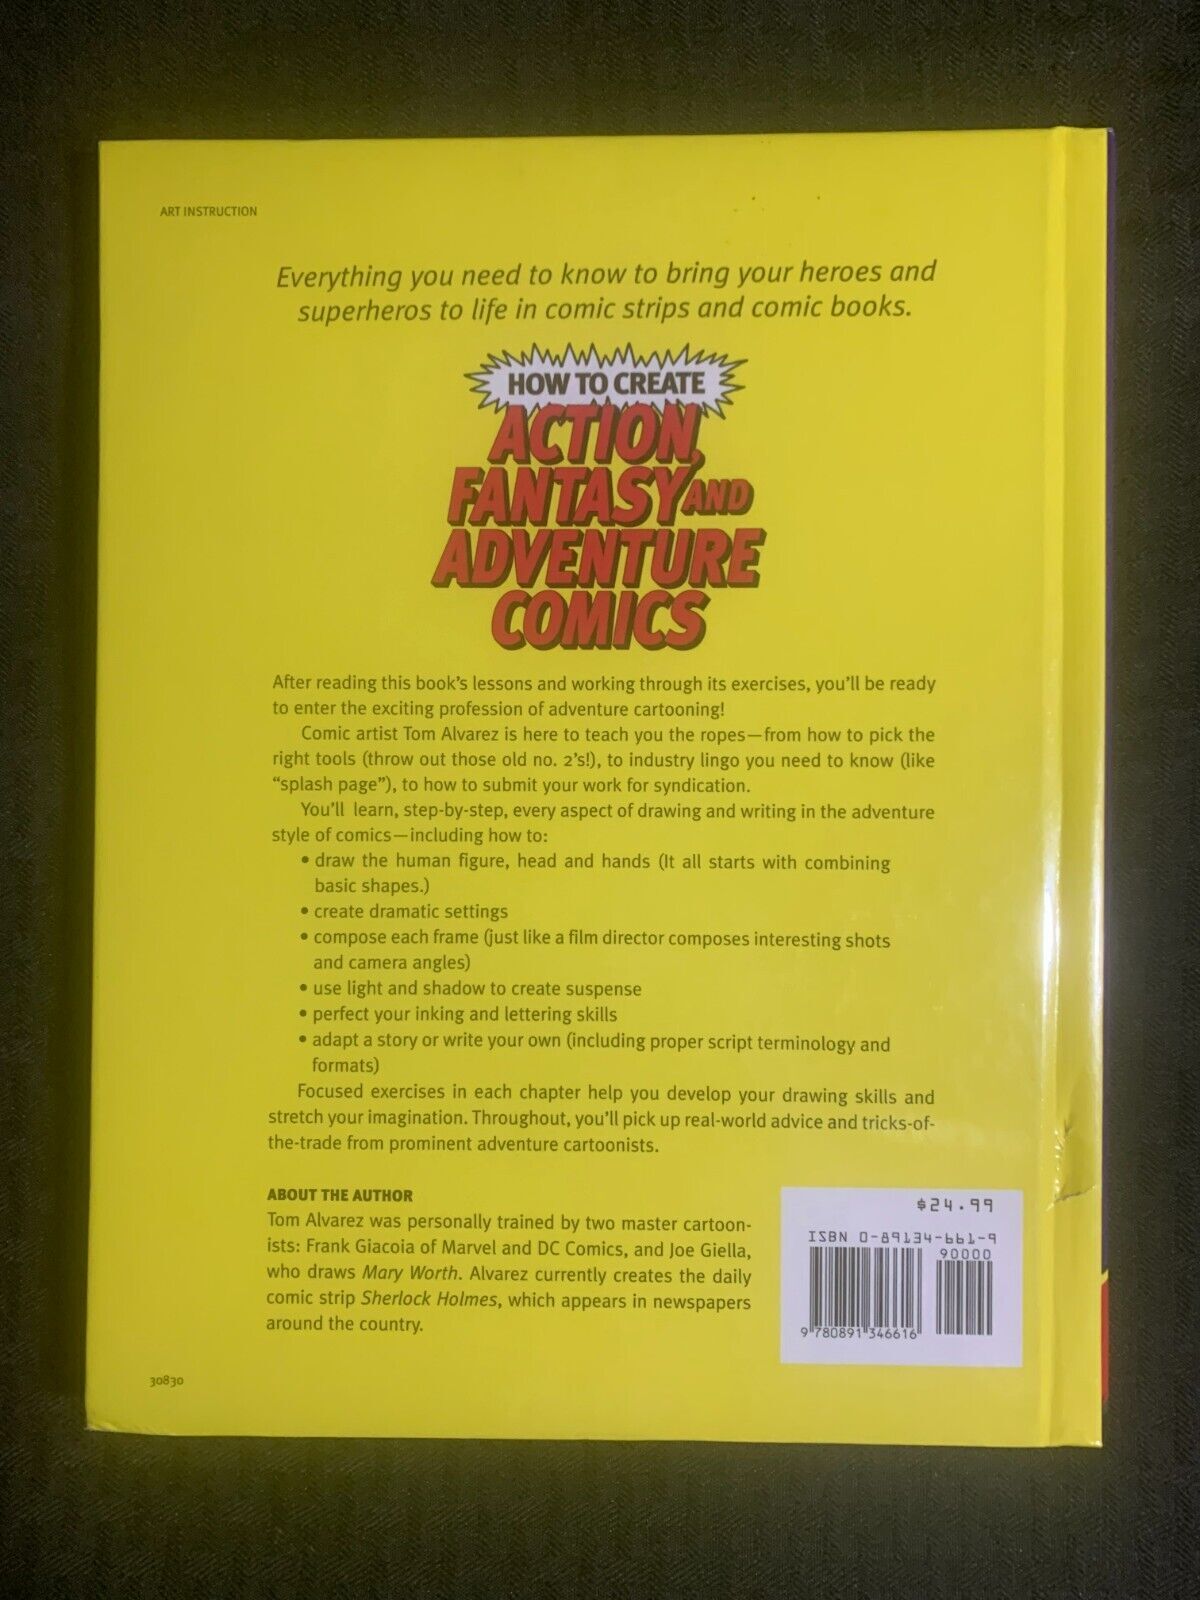 ART INSTRUCTION
Everything you need to know to bring your heroes and
superheros to life in comic strips and comic books.
HOW TO CREATE
ACTION,
FANTASY AND
ADVENTURE
COMICS
After reading this book's lessons and working through its exercises, you'll be ready
to enter the exciting profession of adventure cartooning!
Comic artist Tom Alvarez is here to teach you the ropes—from how to pick the
right tools (throw out those old no. 2's!), to industry lingo you need to know (like
"splash page"), to how to submit your work for syndication.
You'll learn, step-by-step, every aspect of drawing and writing in the adventure
style of comics—including how to:
• draw the human figure, head and hands (It all starts with combining
basic shapes.)
• create dramatic settings
• compose each frame (just like a film director composes interesting shots
and camera angles)
• use light and shadow to create suspense
• perfect your inking and lettering skills
• adapt a story or write your own (including proper script terminology and
formats)
Focused exercises in each chapter help you develop your drawing skills and
stretch your imagination. Throughout, you'll pick up real-world advice and tricks-of-
the-trade from prominent adventure cartoonists.
ABOUT THE AUTHOR
Tom Alvarez was personally trained by two master cartoon-
ists: Frank Giacoia of Marvel and DC Comics, and Joe Giella,
who draws Mary Worth. Alvarez currently creates the daily
comic strip Sherlock Holmes, which appears in newspapers
around the country.
$24.99
ISBN 0-89134-661-9
90000
9 780891 346616
30830